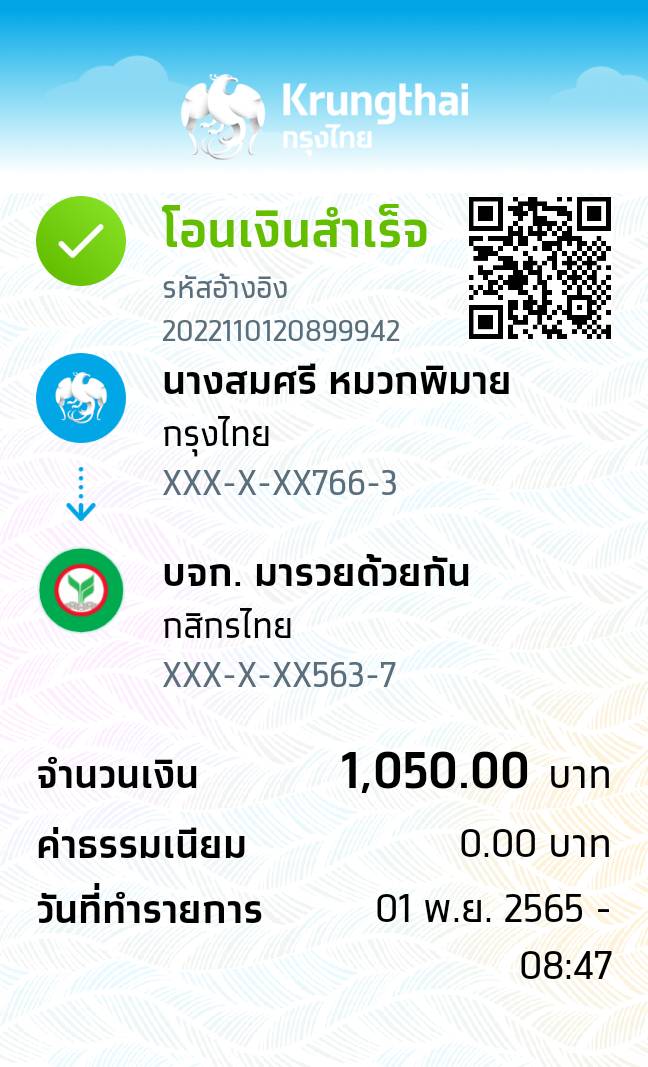 Krungthai
กรุงไทย
โอนเงินสำเร็จ
รหัสอ้างอิง
2022110120899942
นางสมศรี หมวกพิมาย
กรุงไทย
XXX-X-XX766-3
บจก. มารวยด้วยกัน
กสิกรไทย
XXX-X-XX563-7
จำนวนเงิน 1,050.00 บาท
ค่าธรรมเนียม 0.00 บาท
วันที่ทำรายการ 01 พ.ย. 2565 -
08:47